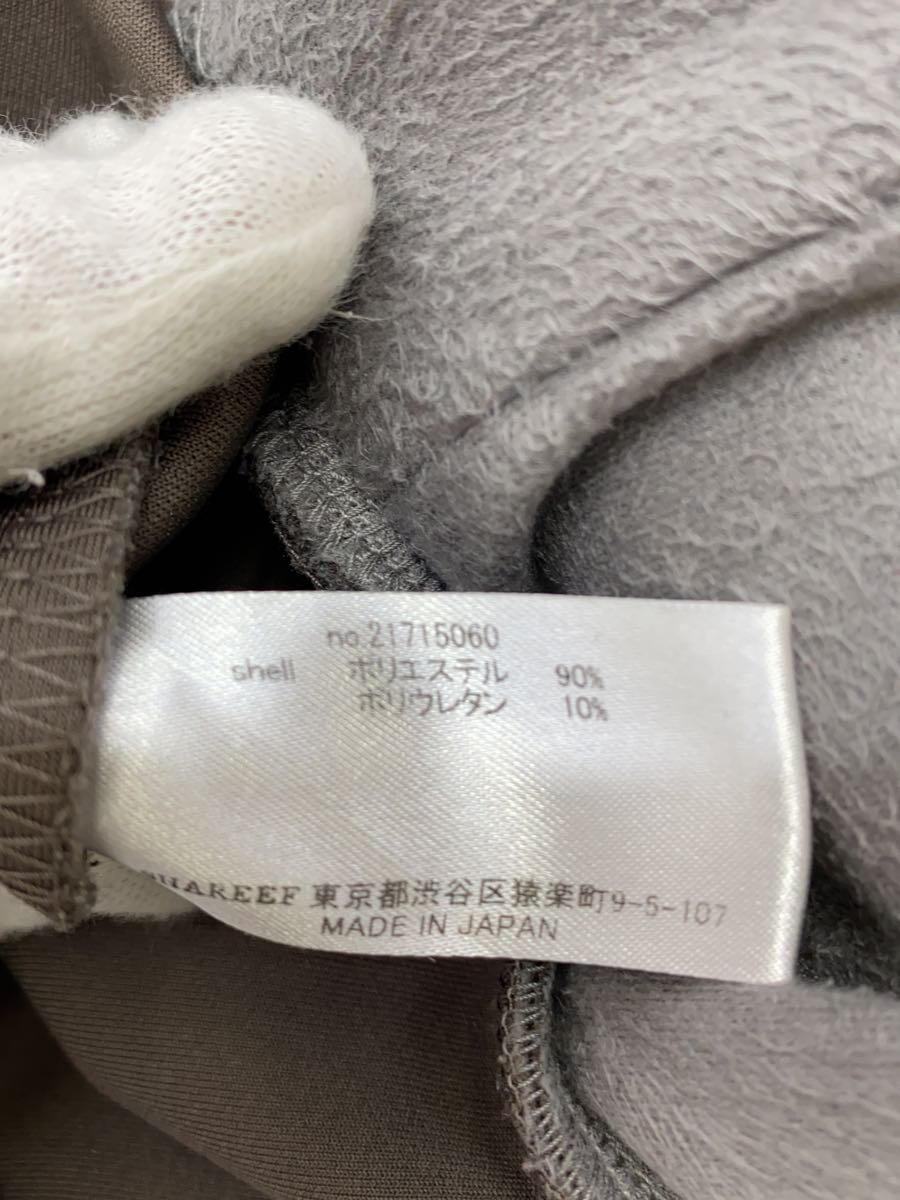 no.21715060
shell ポリエステル 90%
ポリウレタン 10%
SHAREEF 東京都渋谷区猿楽町9-5-107
MADE IN JAPAN